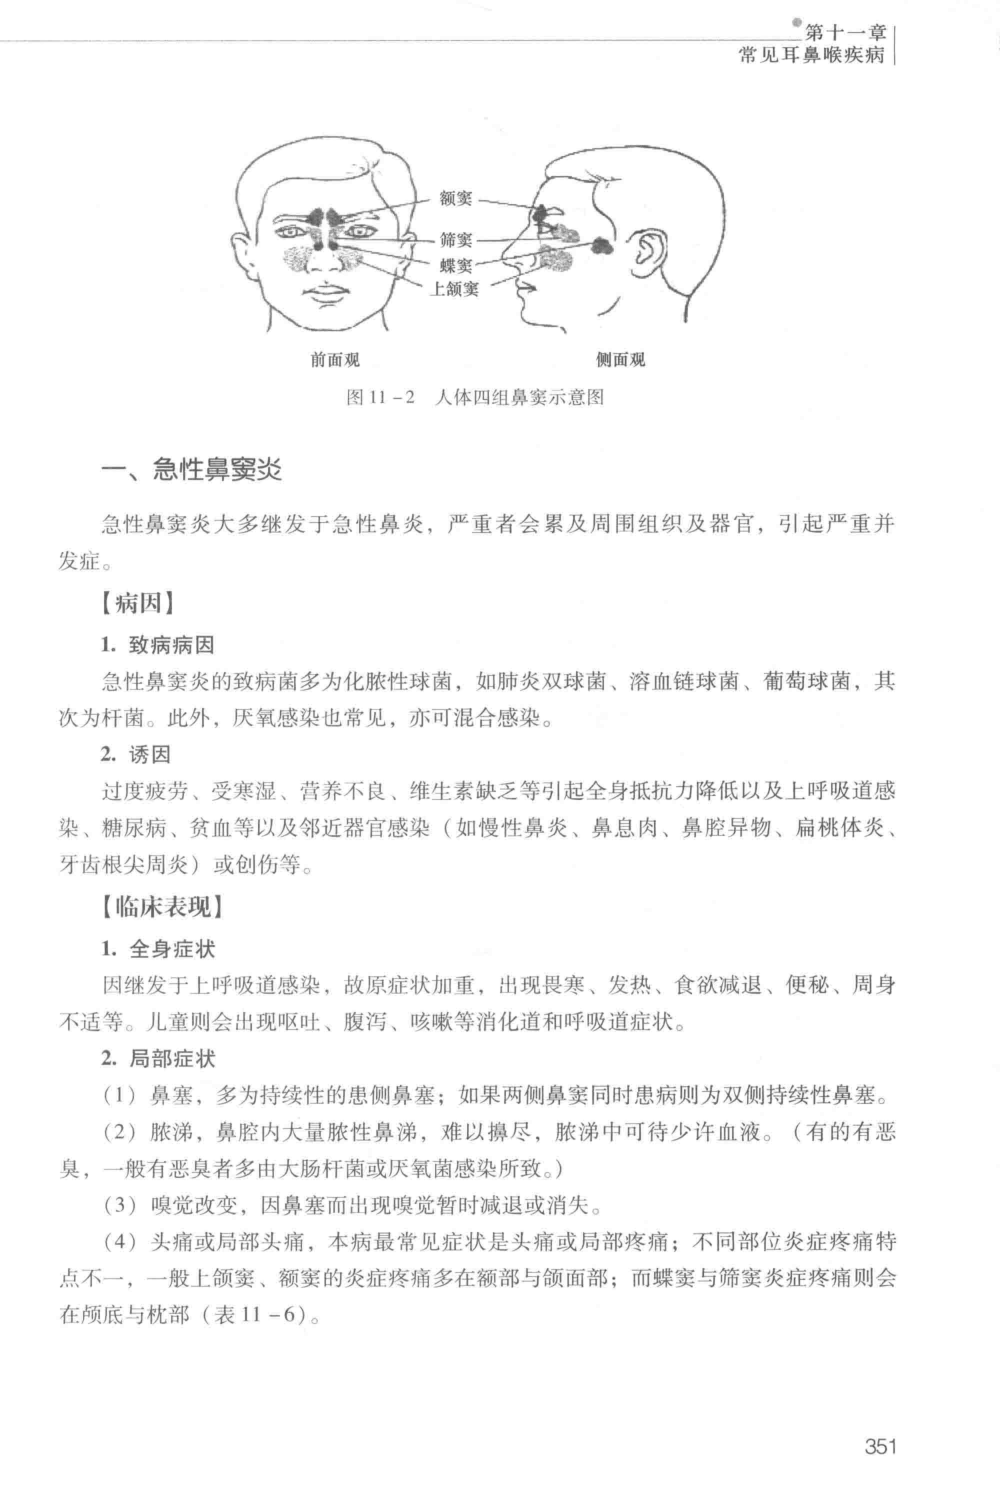 第十一章
常见耳鼻喉疾病
额窦
筛窦
蝶窦
上颌窦
前面观
侧面观
图 11－2　人体四组鼻窦示意图
一、急性鼻窦炎
急性鼻窦炎大多继发于急性鼻炎，严重者会累及周围组织及器官，引起严重并
发症。
【病因】
1. 致病病因
急性鼻窦炎的致病菌多为化脓性球菌，如肺炎双球菌、溶血链球菌、葡萄球菌，其
次为杆菌。此外，厌氧感染也常见，亦可混合感染。
2. 诱因
过度疲劳、受寒湿、营养不良、维生素缺乏等引起全身抵抗力降低以及上呼吸道感
染、糖尿病、贫血等以及邻近器官感染（如慢性鼻炎、鼻息肉、鼻腔异物、扁桃体炎、
牙齿根尖周炎）或创伤等。
【临床表现】
1. 全身症状
因继发于上呼吸道感染，故原症状加重，出现畏寒、发热、食欲减退、便秘、周身
不适等。儿童则会出现呕吐、腹泻、咳嗽等消化道和呼吸道症状。
2. 局部症状
（1）鼻塞，多为持续性的患侧鼻塞；如果两侧鼻窦同时患病则为双侧持续性鼻塞。
（2）脓涕，鼻腔内大量脓性鼻涕，难以擤尽，脓涕中可待少许血液。（有的有恶
臭，一般有恶臭者多由大肠杆菌或厌氧菌感染所致。）
（3）嗅觉改变，因鼻塞而出现嗅觉暂时减退或消失。
（4）头痛或局部头痛，本病最常见症状是头痛或局部疼痛；不同部位炎症疼痛特
点不一，一般上颌窦、额窦的炎症疼痛多在额部与颌面部；而蝶窦与筛窦炎症疼痛则会
在颅底与枕部（表 11－6）。
351